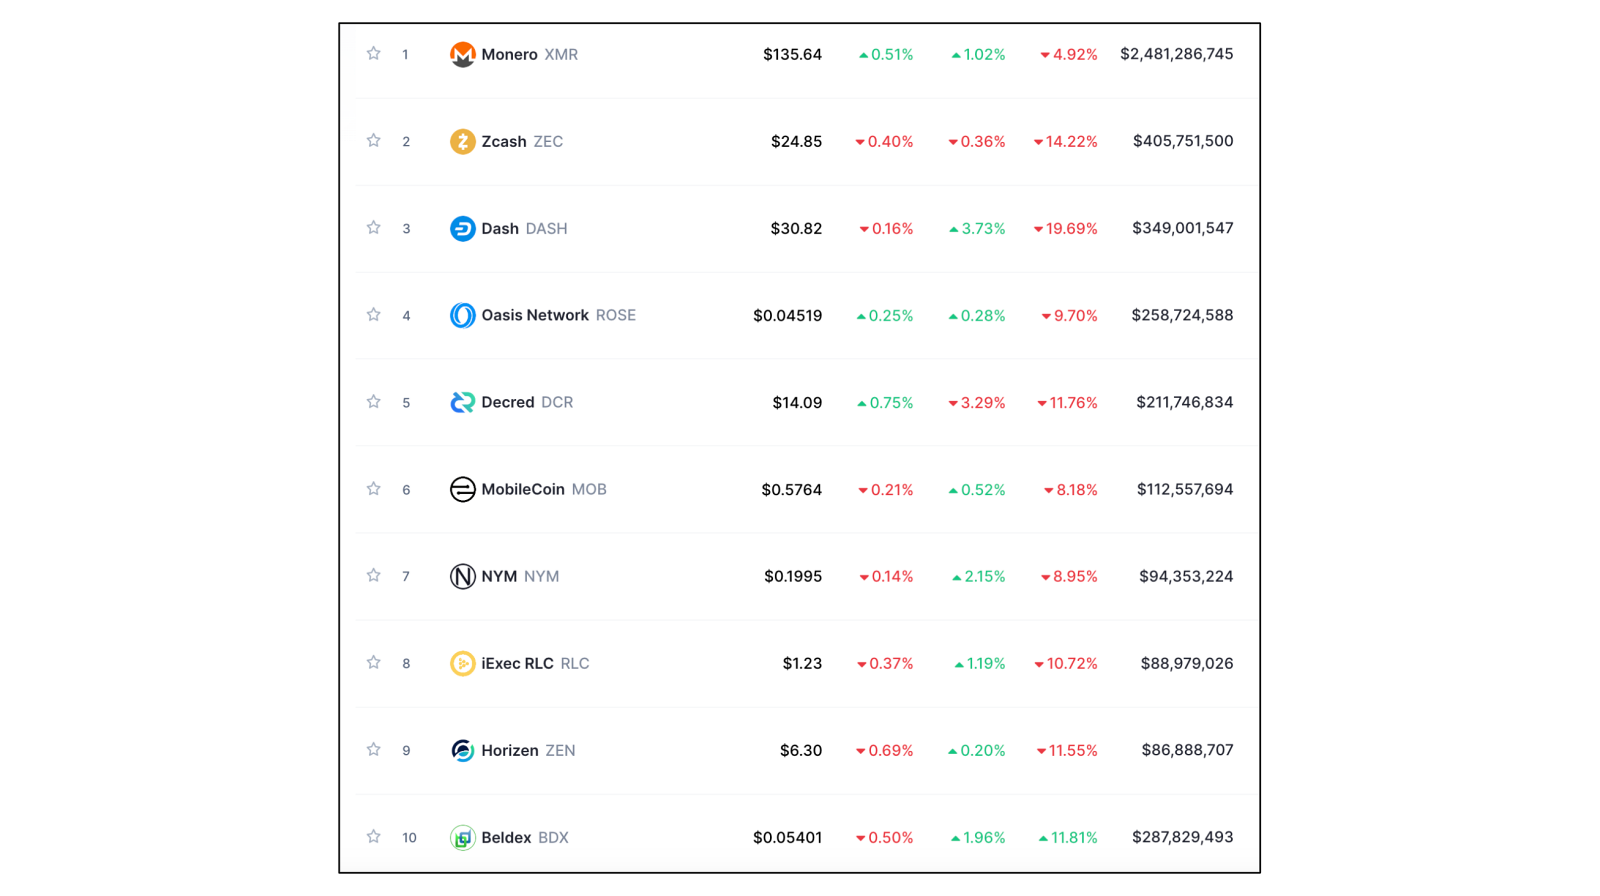 1 Monero XMR $135.64 0.51% 1.02% 4.92% $2,481,286,745
2 Zcash ZEC $24.85 0.40% 0.36% 14.22% $405,751,500
3 Dash DASH $30.82 0.16% 3.73% 19.69% $349,001,547
4 Oasis Network ROSE $0.04519 0.25% 0.28% 9.70% $258,724,588
5 Decred DCR $14.09 0.75% 3.29% 11.76% $211,746,834
6 MobileCoin MOB $0.5764 0.21% 0.52% 8.18% $112,557,694
7 NYM NYM $0.1995 0.14% 2.15% 8.95% $94,353,224
8 iExec RLC RLC $1.23 0.37% 1.19% 10.72% $88,979,026
9 Horizen ZEN $6.30 0.69% 0.20% 11.55% $86,888,707
10 Beldex BDX $0.05401 0.50% 1.96% 11.81% $287,829,493